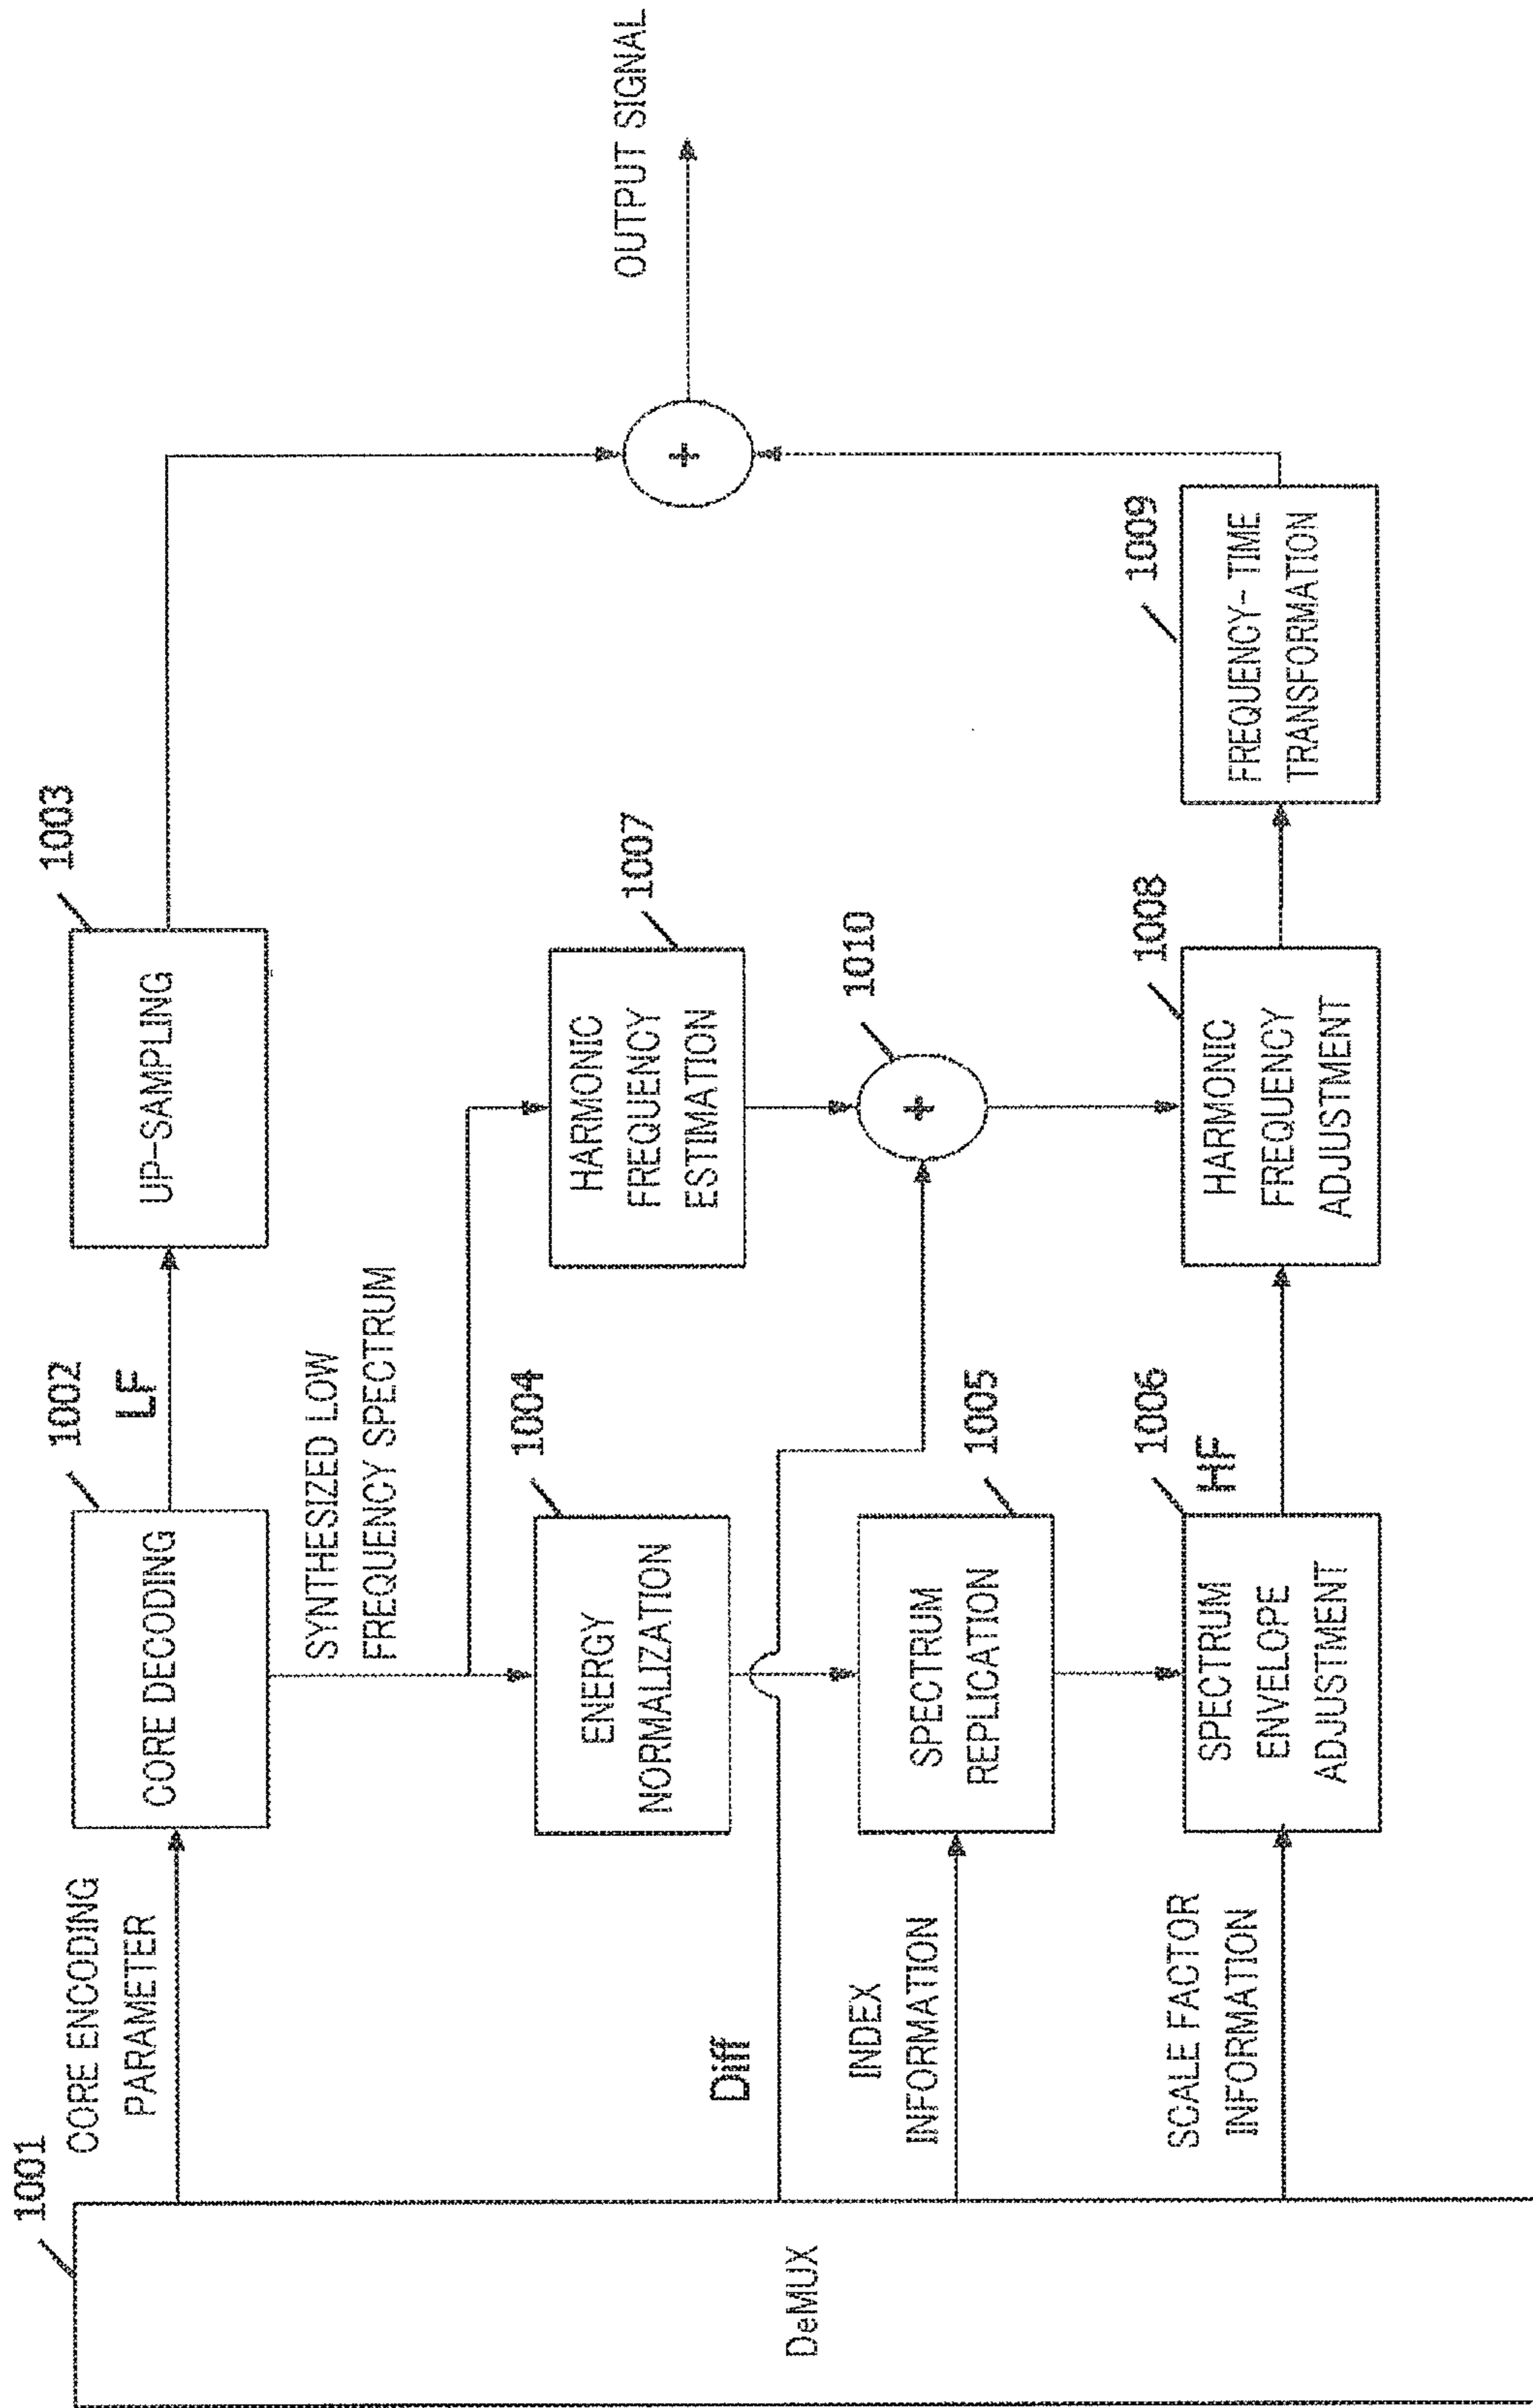 1001
DeMUX
CORE ENCODING
PARAMETER
Diff
INDEX
INFORMATION
SCALE FACTOR
INFORMATION
1002
CORE DECODING
LF
SYNTHESIZED LOW
FREQUENCY SPECTRUM
1004
ENERGY
NORMALIZATION
1005
SPECTRUM
REPLICATION
1006
SPECTRUM
ENVELOPE
ADJUSTMENT
HF
1003
UP-SAMPLING
1007
HARMONIC
FREQUENCY
ESTIMATION
1010
+
1008
HARMONIC
FREQUENCY
ADJUSTMENT
1009
FREQUENCY-TIME
TRANSFORMATION
+
OUTPUT SIGNAL